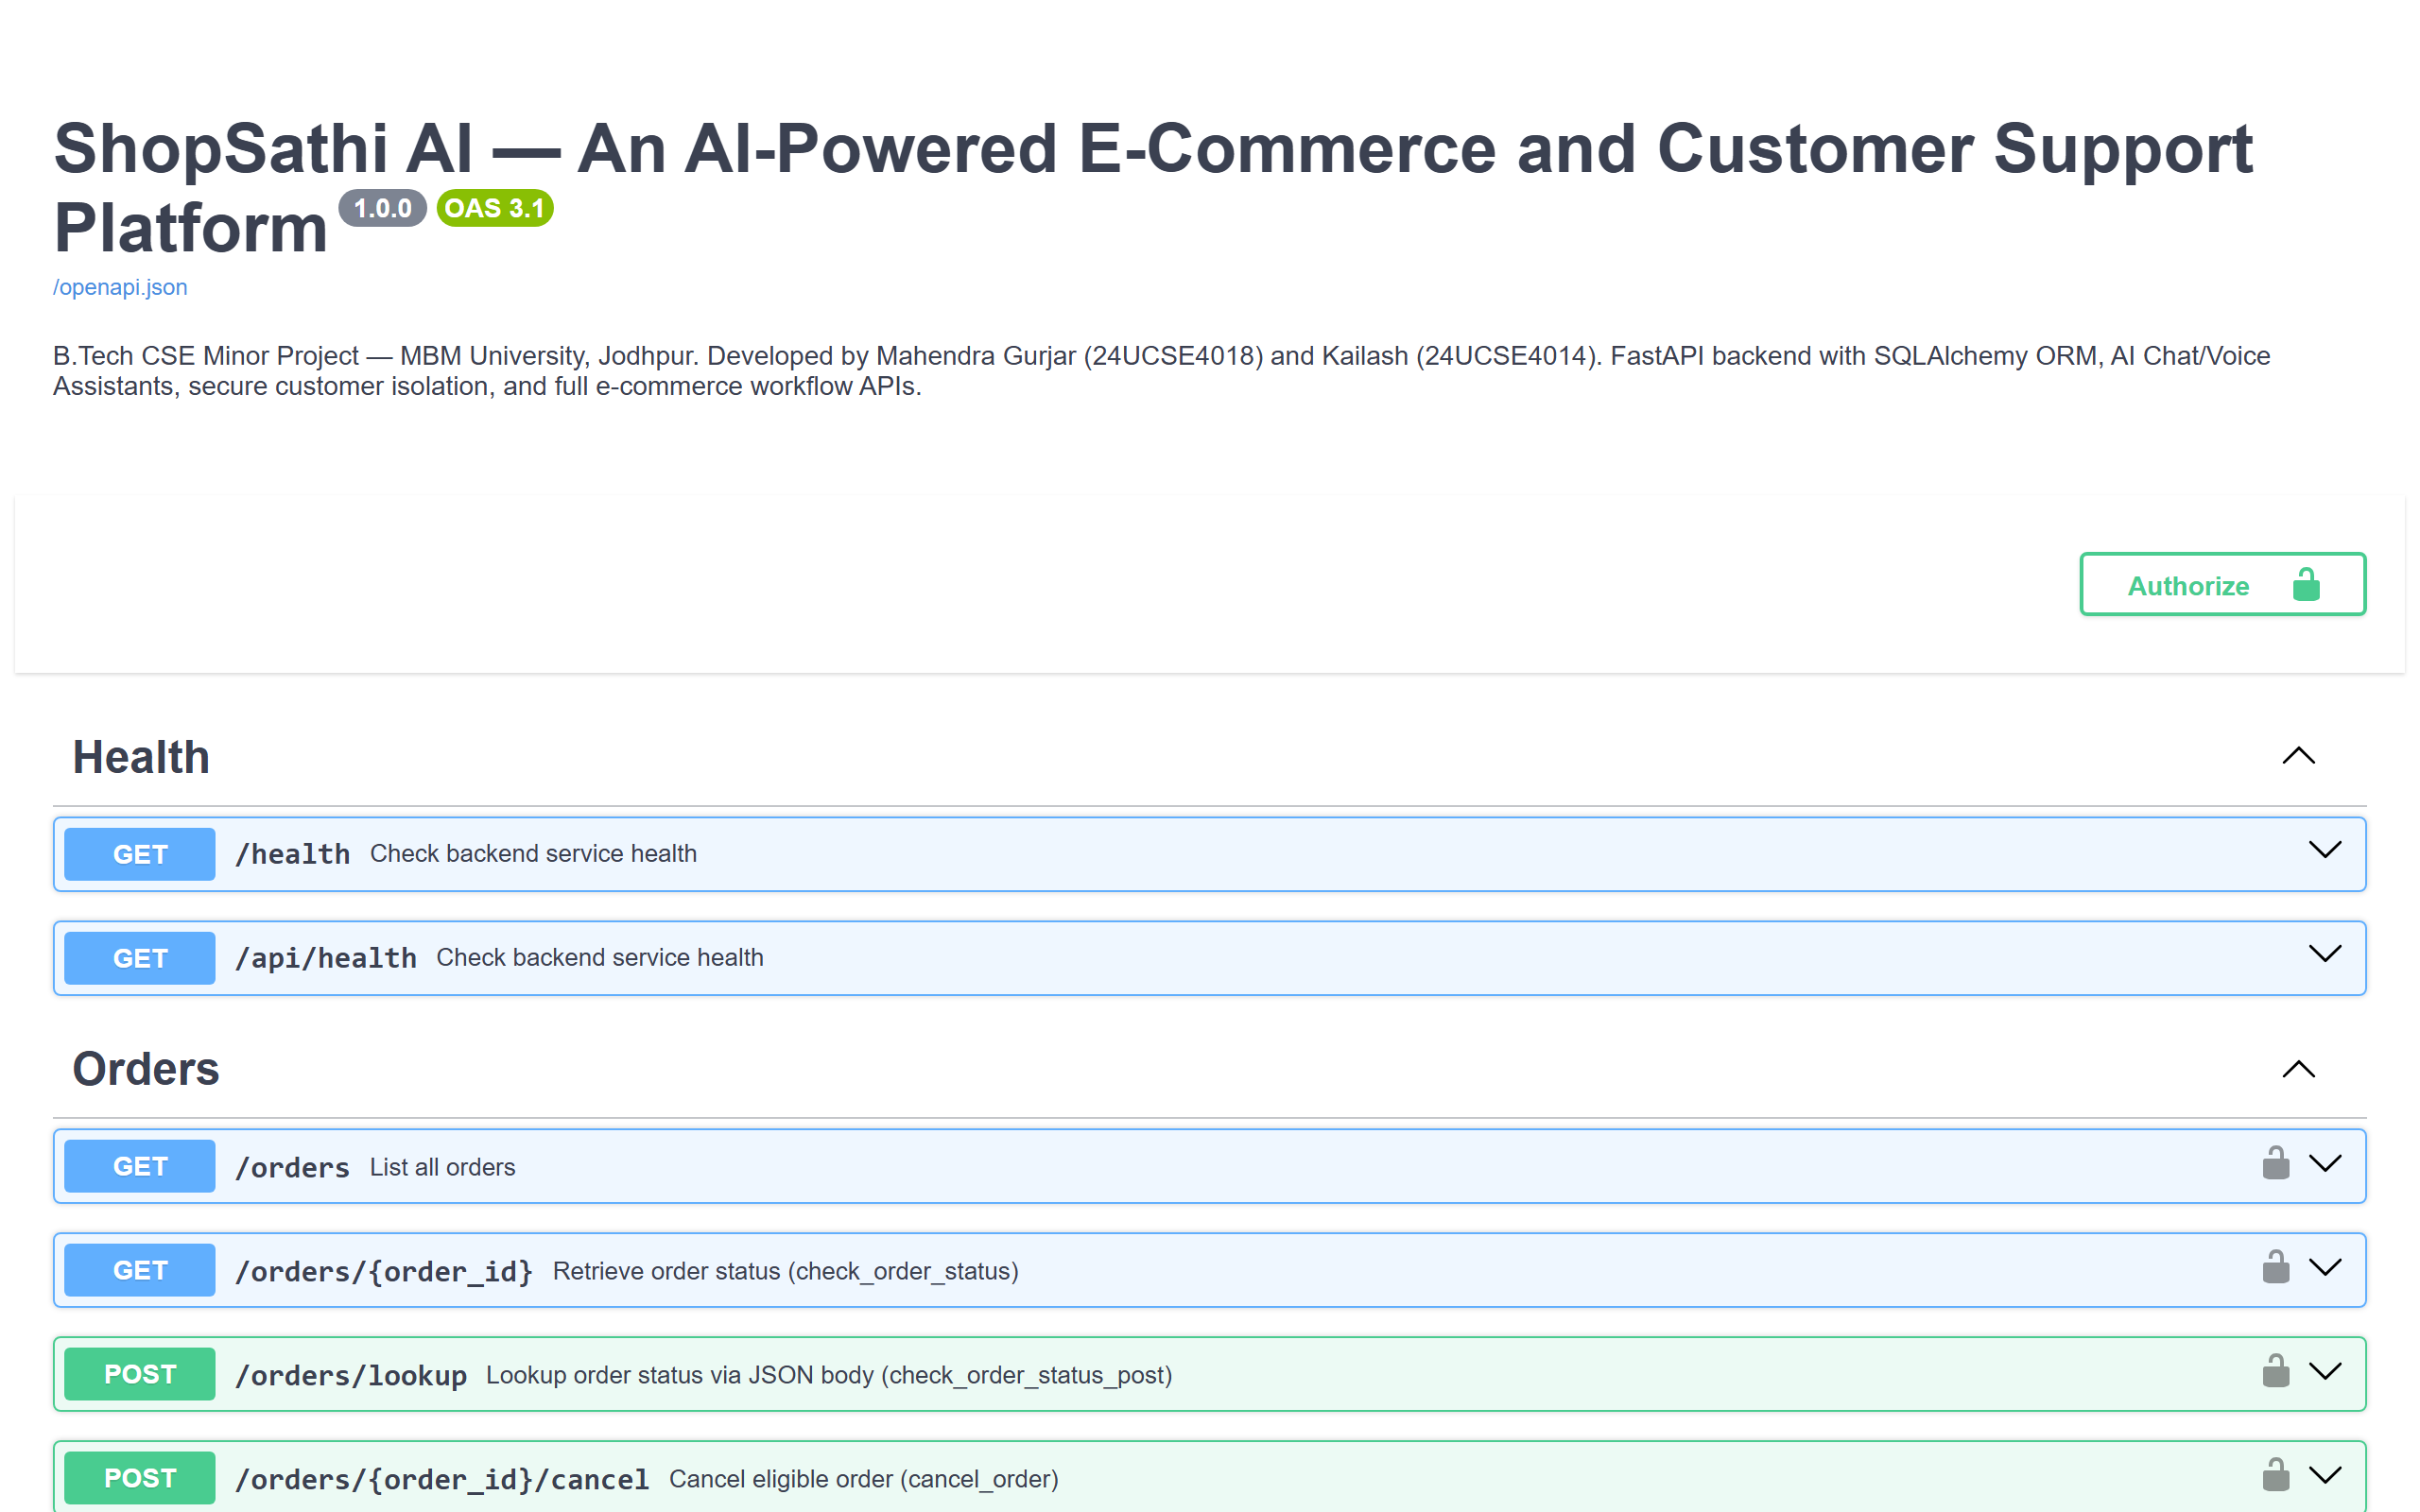 ShopSathi AI — An AI-Powered E-Commerce and Customer Support
Platform 1.0.0 OAS 3.1
/openapi.json
B.Tech CSE Minor Project — MBM University, Jodhpur. Developed by Mahendra Gurjar (24UCSE4018) and Kailash (24UCSE4014). FastAPI backend with SQLAlchemy ORM, AI Chat/Voice
Assistants, secure customer isolation, and full e-commerce workflow APIs.
Authorize
Health
GET /health Check backend service health
GET /api/health Check backend service health
Orders
GET /orders List all orders
GET /orders/{order_id} Retrieve order status (check_order_status)
POST /orders/lookup Lookup order status via JSON body (check_order_status_post)
POST /orders/{order_id}/cancel Cancel eligible order (cancel_order)